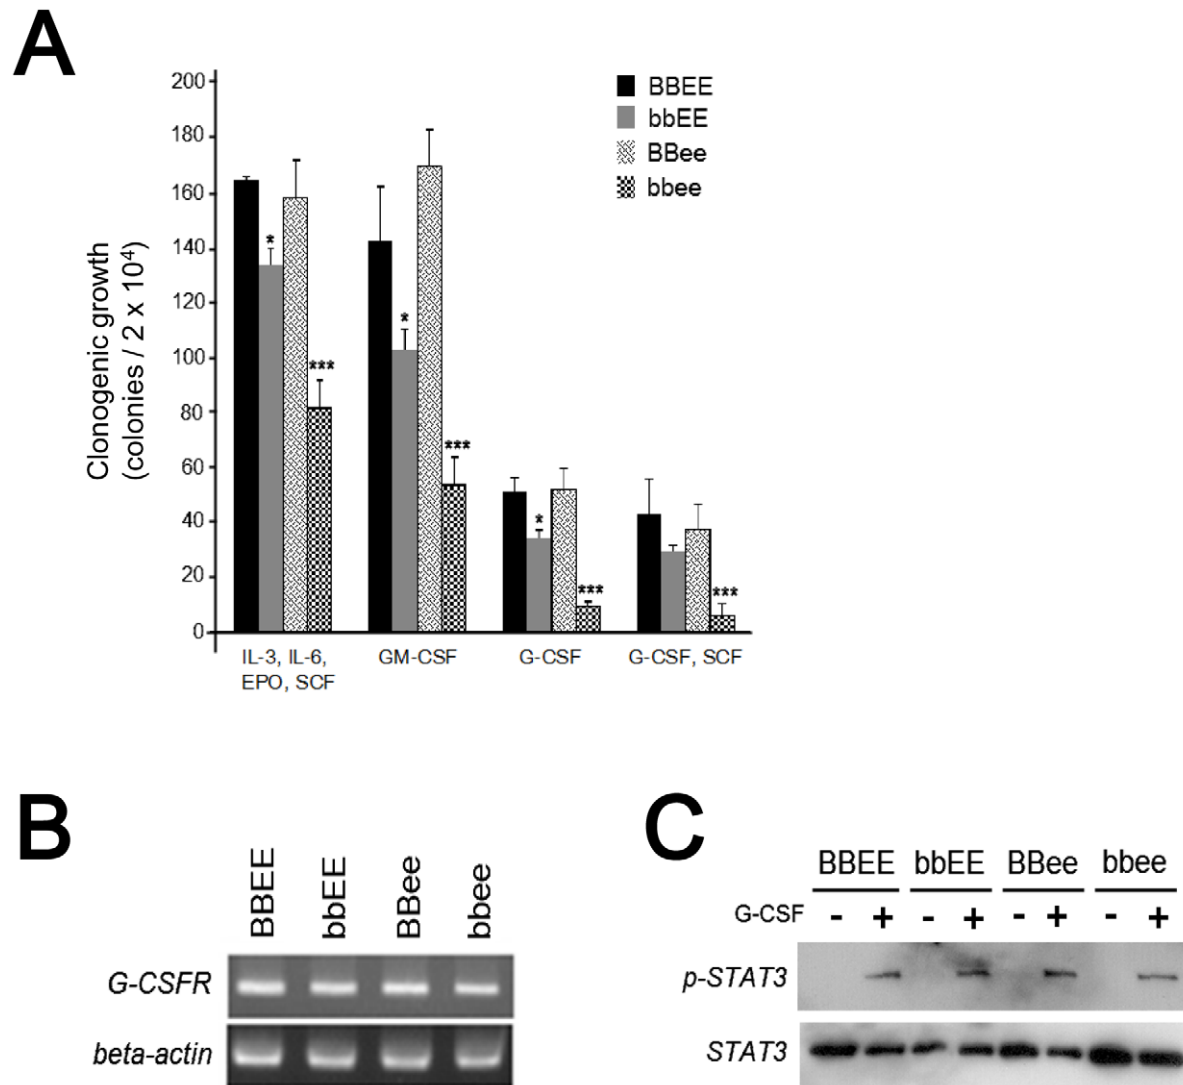 A
200
180
160
140
120
100
80
60
40
20
0
Clonogenic growth
(colonies / 2 x 10⁴)
BBEE
bbEE
BBee
bbee
*
***
*
***
*
***
***
IL-3, IL-6,
EPO, SCF
GM-CSF
G-CSF
G-CSF, SCF
B
BBEE
bbEE
BBee
bbee
G-CSFR
beta-actin
C
BBEE bbEE BBee bbee
G-CSF - + - + - + - +
p-STAT3
STAT3